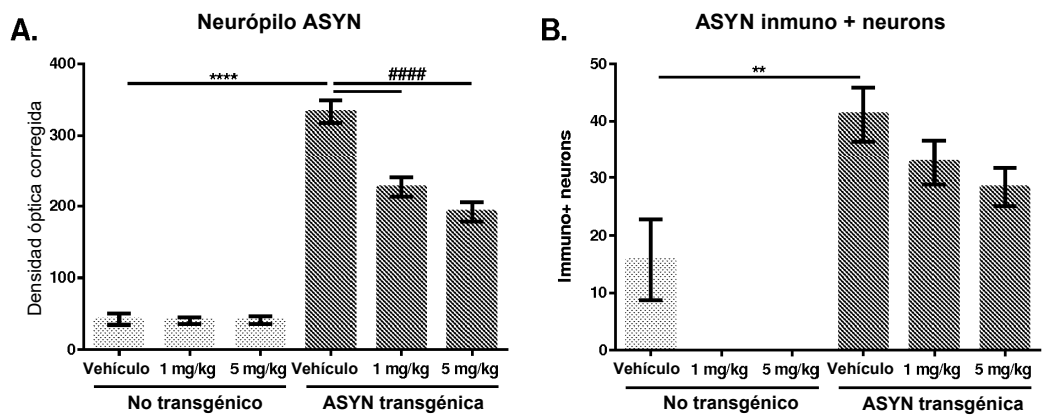 A.
Neurópilo ASYN
****
####
Densidad óptica corregida
400
300
200
100
0
Vehículo 1 mg/kg 5 mg/kg Vehículo 1 mg/kg 5 mg/kg
No transgénico ASYN transgénica
B.
ASYN inmuno + neurons
**
Immuno+ neurons
50
40
30
20
10
0
Vehículo 1 mg/kg 5 mg/kg Vehículo 1 mg/kg 5 mg/kg
No transgénico ASYN transgénica